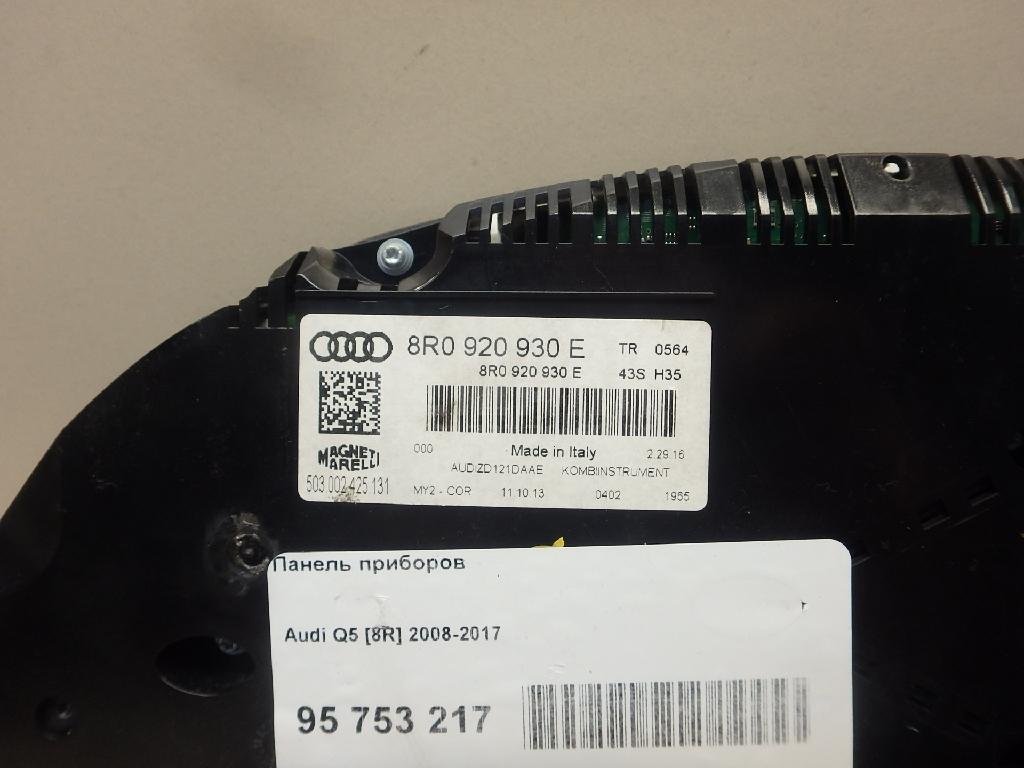 8R0 920 930 E TR 0564
8R0 920 930 E 43S H35
000 Made in Italy 2.29.16
MAGNETI MARELLI
AUDIZD121DAAE KOMBIINSTRUMENT
503.002.425.131 MY2 - COR 11.10.13 0402 1965
Панель приборов
Audi Q5 [8R] 2008-2017
95 753 217